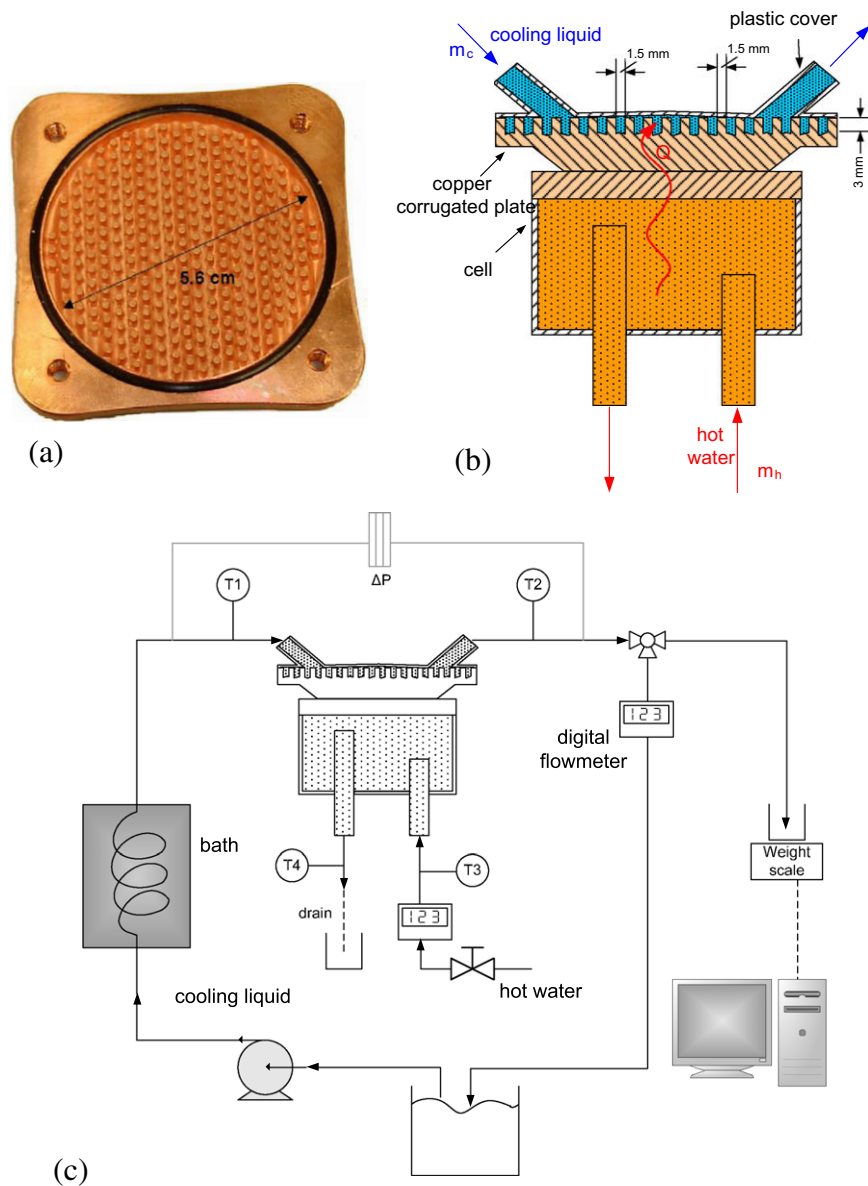 5.6 cm
(a)
plastic cover
mc
cooling liquid
1.5 mm
1.5 mm
3 mm
Q
copper
corrugated plate
cell
hot
water
mh
(b)
ΔP
T1
T2
123
digital
flowmeter
bath
Weight
scale
T4
T3
drain
123
hot water
cooling liquid
(c)